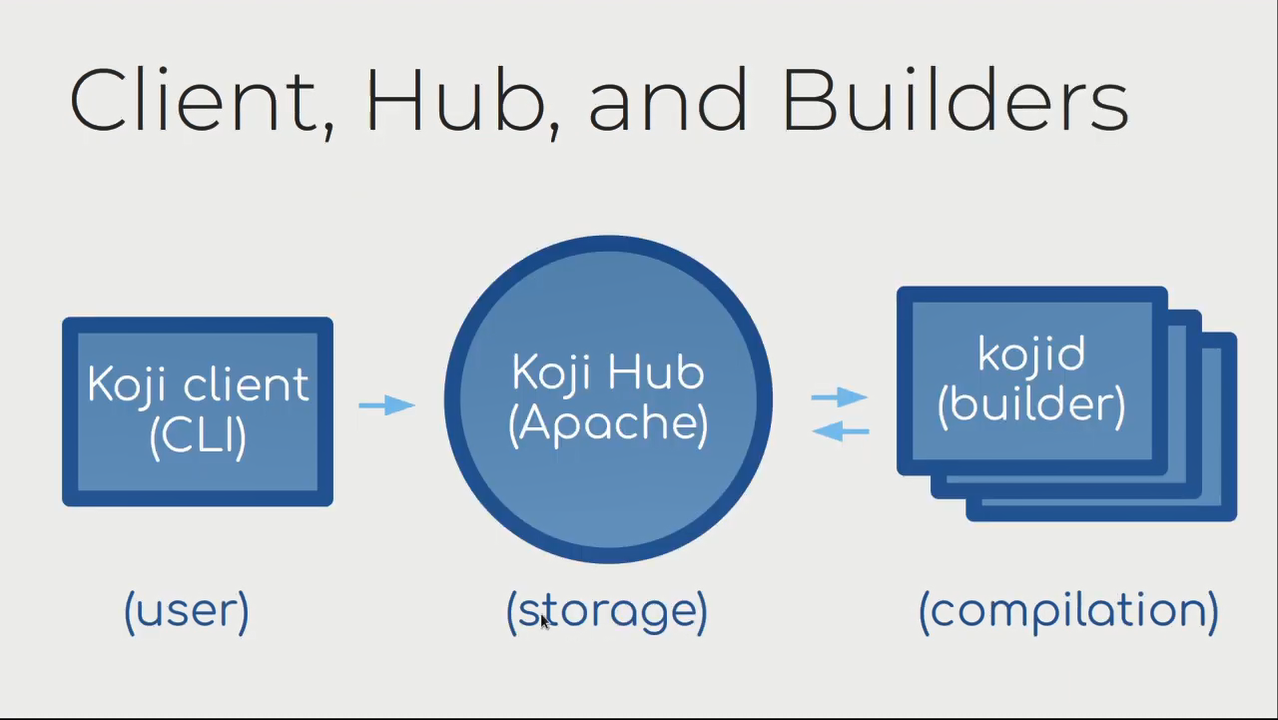 Client, Hub, and Builders
Koji client
(CLI)
Koji Hub
(Apache)
kojid
(builder)
(user)
(storage)
(compilation)